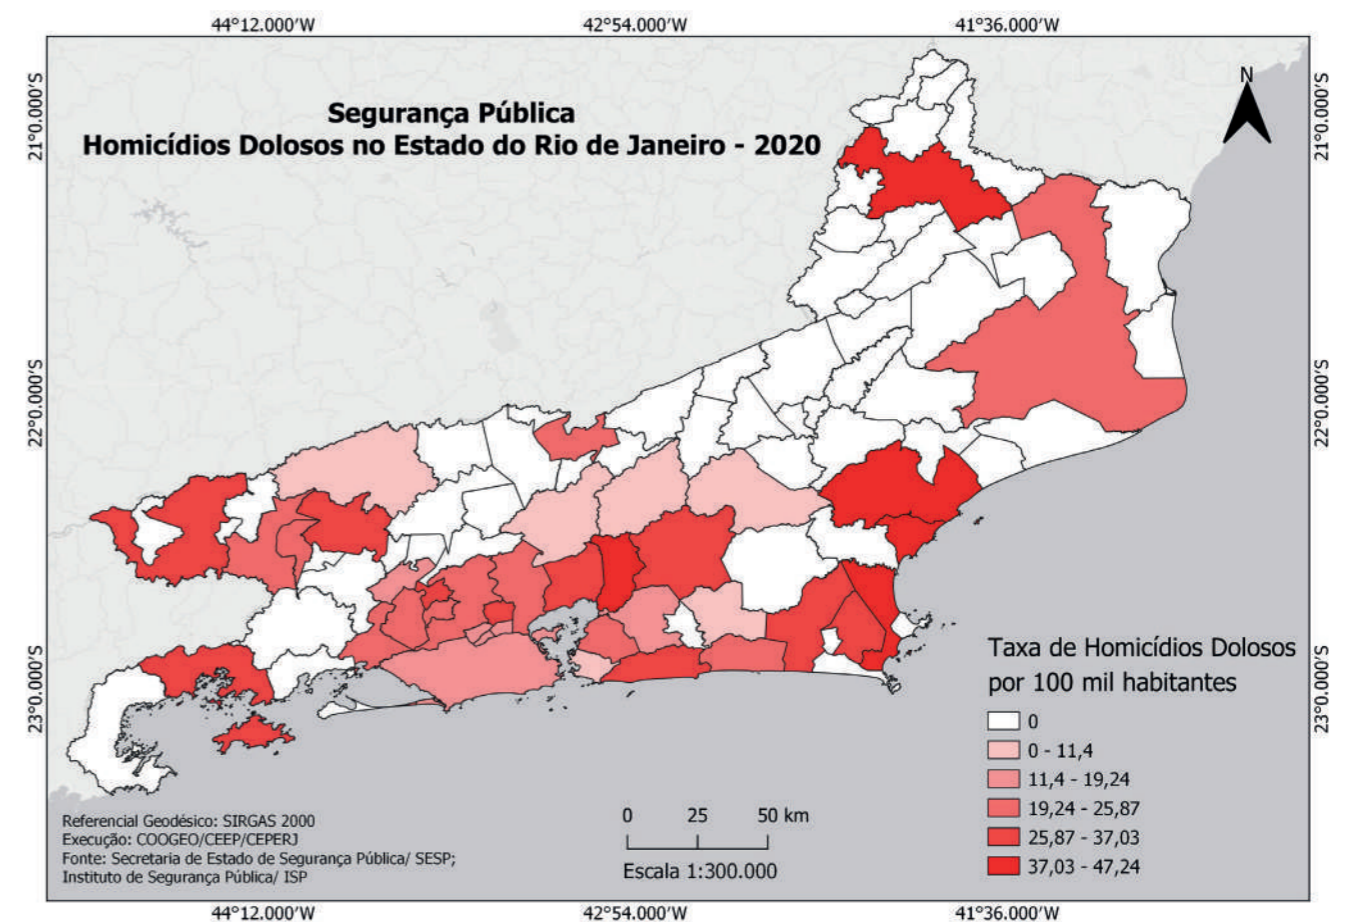 44°12.000′W
42°54.000′W
41°36.000′W
21°0.000′S
21°0.000′S
Segurança Pública
Homicídios Dolosos no Estado do Rio de Janeiro - 2020
N
22°0.000′S
22°0.000′S
23°0.000′S
23°0.000′S
Taxa de Homicídios Dolosos
por 100 mil habitantes
0
0 - 11,4
11,4 - 19,24
19,24 - 25,87
25,87 - 37,03
37,03 - 47,24
Referencial Geodésico: SIRGAS 2000
Execução: COOGEO/CEEP/CEPERJ
Fonte: Secretaria de Estado de Segurança Pública/ SESP;
Instituto de Segurança Pública/ ISP
0 25 50 km
Escala 1:300.000
44°12.000′W
42°54.000′W
41°36.000′W